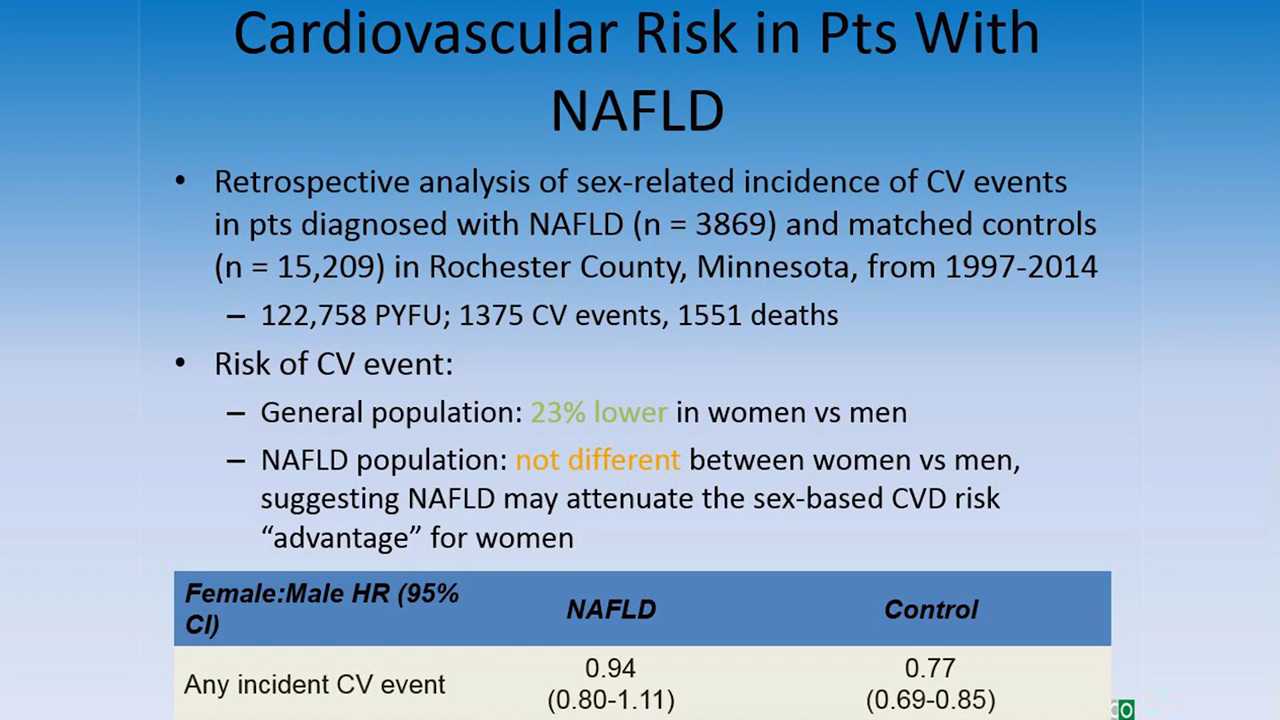 Cardiovascular Risk in Pts With
NAFLD
• Retrospective analysis of sex-related incidence of CV events
in pts diagnosed with NAFLD (n = 3869) and matched controls
(n = 15,209) in Rochester County, Minnesota, from 1997-2014
– 122,758 PYFU; 1375 CV events, 1551 deaths
• Risk of CV event:
– General population: 23% lower in women vs men
– NAFLD population: not different between women vs men,
suggesting NAFLD may attenuate the sex-based CVD risk
“advantage” for women
Female:Male HR (95%
CI)
NAFLD
Control
Any incident CV event
0.94
(0.80-1.11)
0.77
(0.69-0.85)